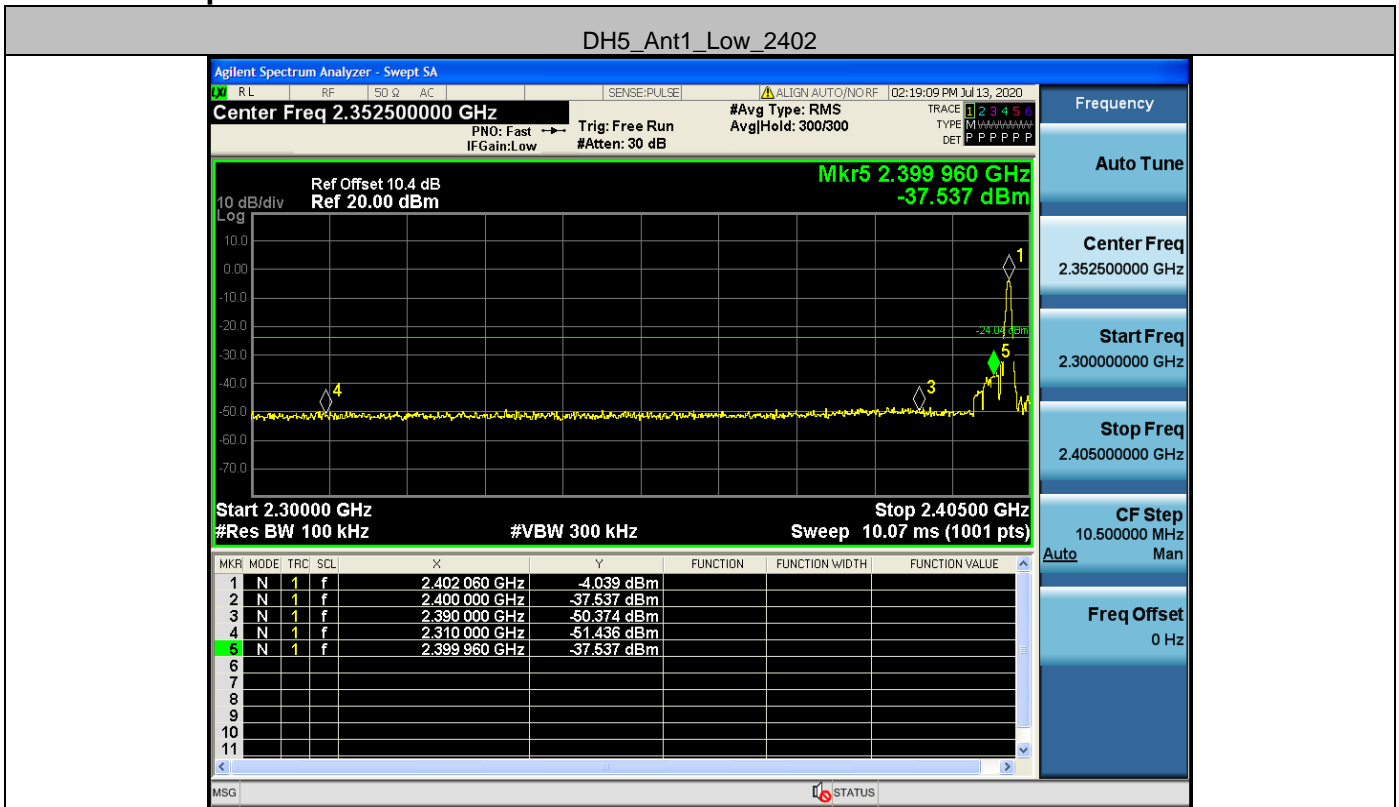 DH5_Ant1_Low_2402
Agilent Spectrum Analyzer - Swept SA
LXI RL RF 50 Ω AC SENSE:PULSE ALIGN AUTO/NO RF 02:19:09 PM Jul 13, 2020
Center Freq 2.352500000 GHz
PNO: Fast
IFGain:Low
Trig: Free Run
#Atten: 30 dB
#Avg Type: RMS
Avg|Hold: 300/300
TRACE 1 2 3 4 5 6
TYPE M WWWWW
DET P P P P P P
Frequency
Auto Tune
Mkr5 2.399 960 GHz
-37.537 dBm
Ref Offset 10.4 dB
10 dB/div Ref 20.00 dBm
Log
10.0
0.00
-10.0
-20.0
-30.0
-40.0
-50.0
-60.0
-70.0
1
-24.04 dBm
5
4
3
Start 2.30000 GHz
Stop 2.40500 GHz
#Res BW 100 kHz
#VBW 300 kHz
Sweep 10.07 ms (1001 pts)
Center Freq
2.352500000 GHz
Start Freq
2.300000000 GHz
Stop Freq
2.405000000 GHz
CF Step
10.500000 MHz
Auto Man
Freq Offset
0 Hz
MKR MODE TRC SCL X Y FUNCTION FUNCTION WIDTH FUNCTION VALUE
1 N 1 f 2.402 060 GHz -4.039 dBm
2 N 1 f 2.400 000 GHz -37.537 dBm
3 N 1 f 2.390 000 GHz -50.374 dBm
4 N 1 f 2.310 000 GHz -51.436 dBm
5 N 1 f 2.399 960 GHz -37.537 dBm
6
7
8
9
10
11
MSG
STATUS